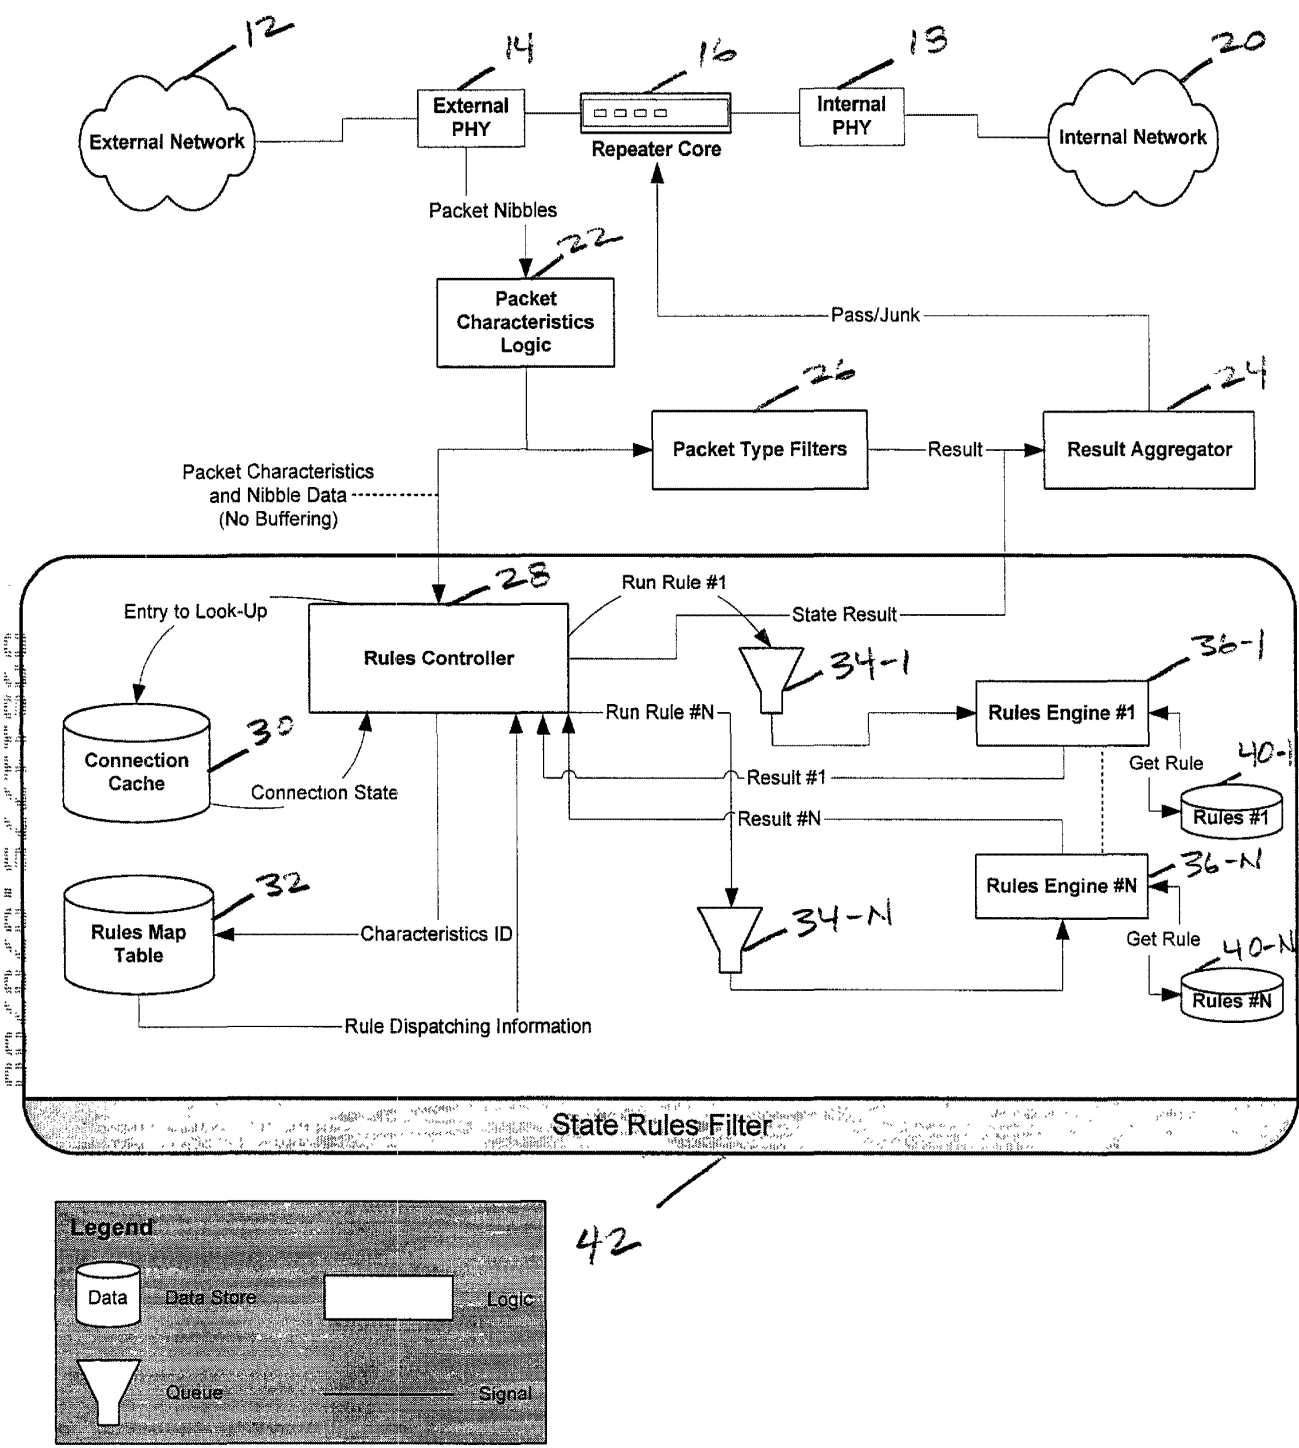 12
14
16
18
20
External
PHY
Internal
PHY
External Network
Repeater Core
Internal Network
Packet Nibbles
22
Packet
Characteristics
Logic
Pass/Junk
26
24
Packet Type Filters
Result
Result Aggregator
Packet Characteristics
and Nibble Data
(No Buffering)
28
Run Rule #1
Entry to Look-Up
State Result
Rules Controller
34-1
36-1
Run Rule #N
Rules Engine #1
30
Connection
Cache
Get Rule
40-1
Result #1
Connection State
Rules #1
Result #N
36-N
32
Rules Engine #N
34-N
Rules Map
Table
Characteristics ID
Get Rule
40-N
Rules #N
Rule Dispatching Information
State Rules Filter
42
Legend
Data
Data Store
Logic
Queue
Signal